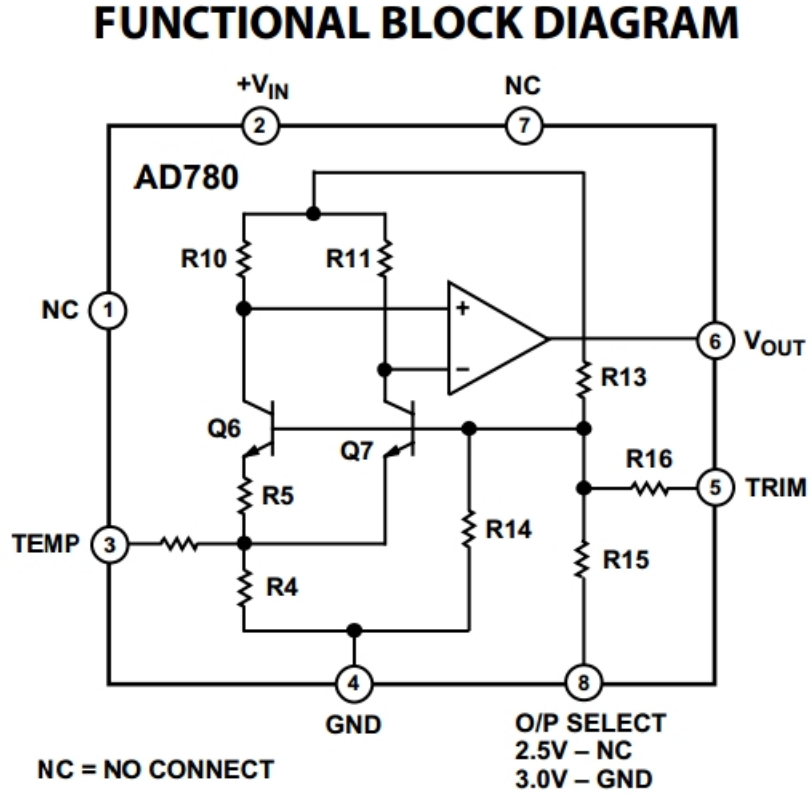 FUNCTIONAL BLOCK DIAGRAM
+VIN
NC
2
7
AD780
R10
R11
NC
1
+
6
VOUT
−
R13
Q6
Q7
R16
R5
5
TRIM
TEMP
3
R14
R4
R15
4
8
GND
O/P SELECT
2.5V – NC
3.0V – GND
NC = NO CONNECT